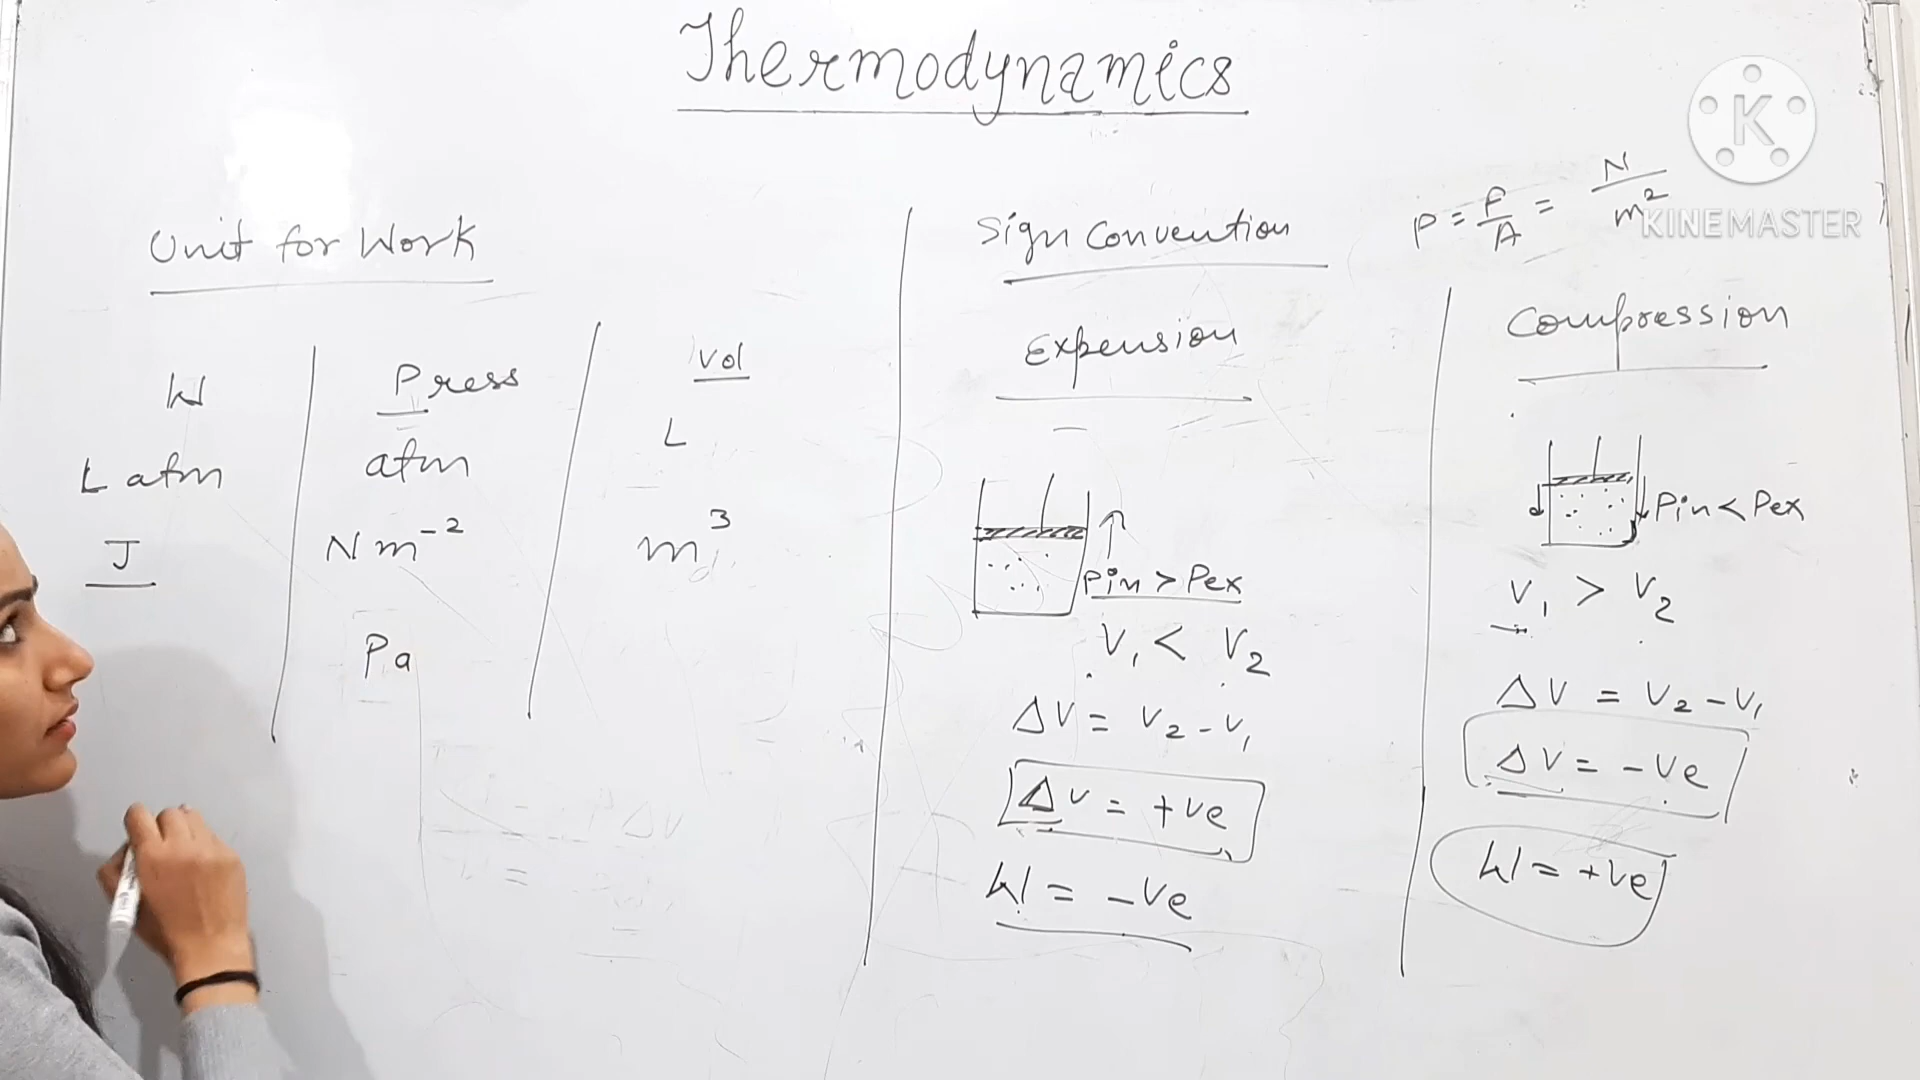 Thermodynamics
Unit for Work
W
Press
Vol
L atm
atm
L
J
Nm⁻²
m³
Pa
Sign Convention
P = F/A = N/m²
Expension
Pin > Pex
V₁ < V₂
ΔV = V₂ - V₁
ΔV = +ve
W = -ve
Compression
Pin < Pex
V₁ > V₂
ΔV = V₂ - V₁
ΔV = -ve
W = +ve
K
KINEMASTER